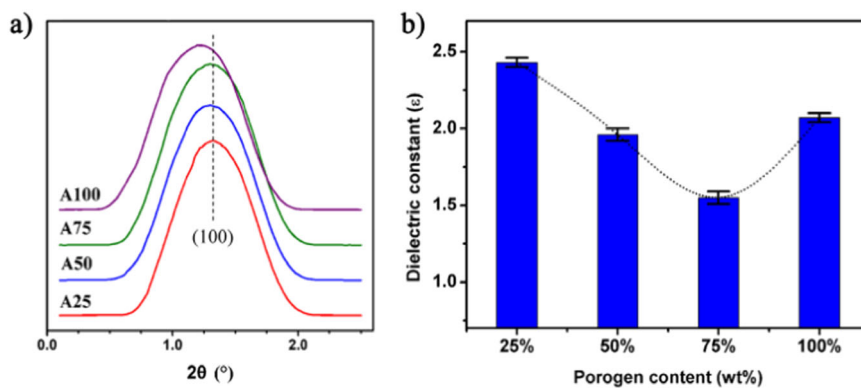 a)
A100
A75
A50
A25
(100)
0.0 1.0 2.0
2θ (°)
b)
Dielectric constant (ε)
2.5
2.0
1.5
1.0
25% 50% 75% 100%
Porogen content (wt%)